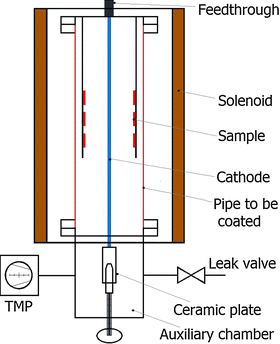 Feedthrough
Solenoid
Sample
Cathode
Pipe to be
coated
Leak valve
TMP
Ceramic plate
Auxiliary chamber